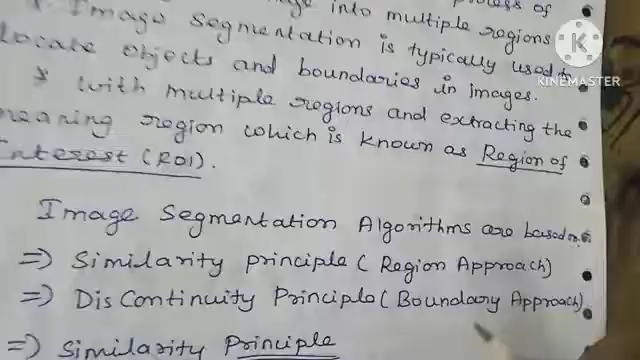 image into multiple regions
Image Segmentation is typically used to
locate objects and boundaries in images.
with multiple regions and extracting the
meaning region which is known as Region of
Interest (ROI).
Image Segmentation Algorithms are based on
=> Similarity principle ( Region Approach)
=> DisContinuity Principle ( Boundary Approach)
=> Similarity Principle
KINEMASTER